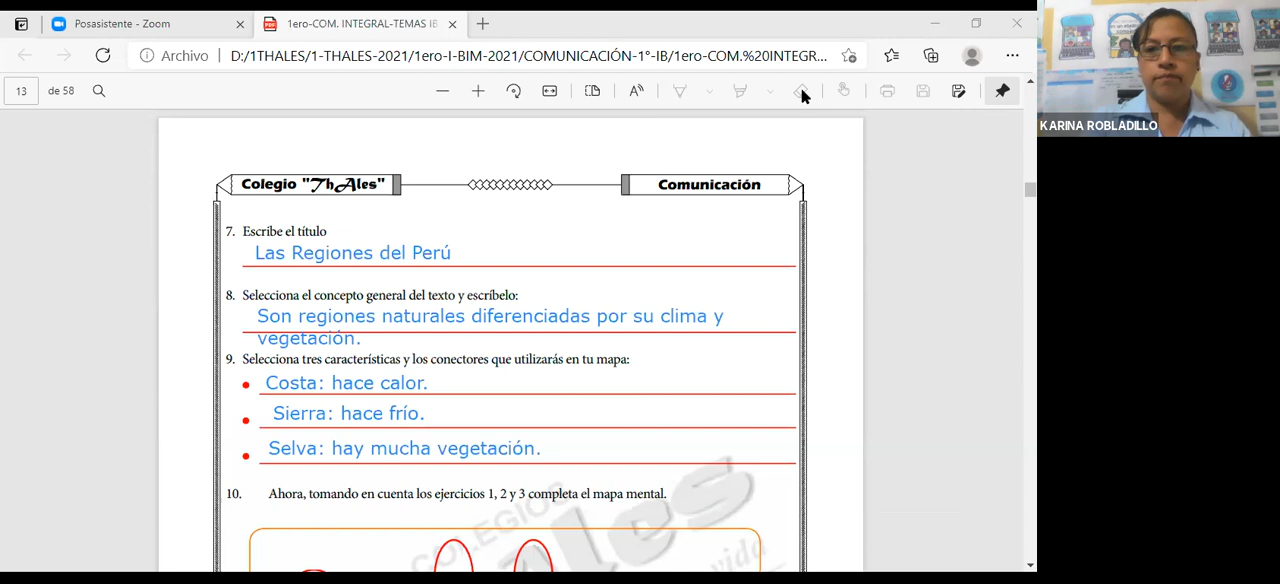 Posasistente - Zoom
1ero-COM. INTEGRAL-TEMAS IB
Archivo
D:/1THALES/1-THALES-2021/1ero-I-BIM-2021/COMUNICACIÓN-1°-IB/1ero-COM.%20INTEGR...
13
de 58
KARINA ROBLADILLO
Colegio "ThAles"
Comunicación
7. Escribe el título
Las Regiones del Perú
8. Selecciona el concepto general del texto y escríbelo:
Son regiones naturales diferenciadas por su clima y
vegetación.
9. Selecciona tres características y los conectores que utilizarás en tu mapa:
Costa: hace calor.
Sierra: hace frío.
Selva: hay mucha vegetación.
10. Ahora, tomando en cuenta los ejercicios 1, 2 y 3 completa el mapa mental.
COLEGIOS
ales
vida